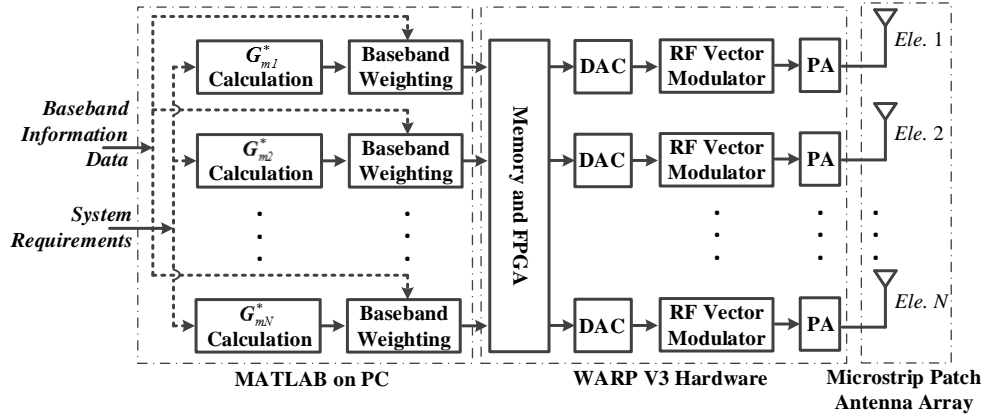 Baseband
Information
Data
System
Requirements
G*m1
Calculation
Baseband
Weighting
G*m2
Calculation
Baseband
Weighting
G*mN
Calculation
Baseband
Weighting
MATLAB on PC
Memory and FPGA
DAC
RF Vector
Modulator
PA
DAC
RF Vector
Modulator
PA
DAC
RF Vector
Modulator
PA
WARP V3 Hardware
Ele. 1
Ele. 2
Ele. N
Microstrip Patch
Antenna Array